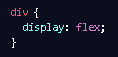 div {
  display: flex;
}